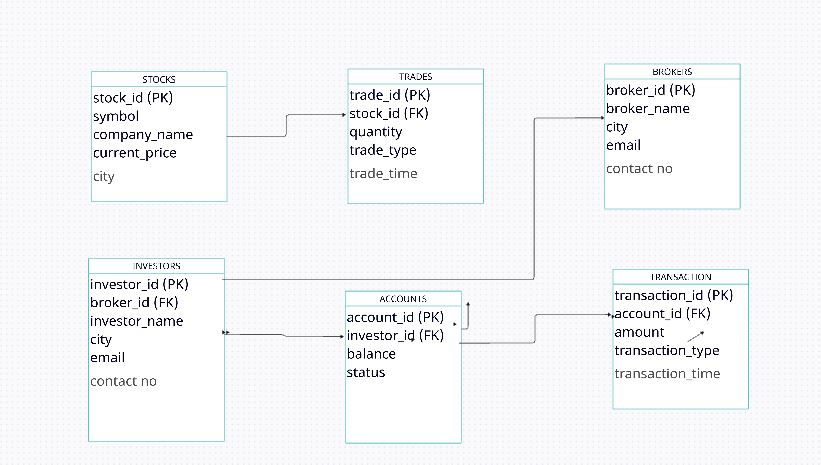 STOCKS
stock_id (PK)
symbol
company_name
current_price
city
TRADES
trade_id (PK)
stock_id (FK)
quantity
trade_type
trade_time
BROKERS
broker_id (PK)
broker_name
city
email
contact no
INVESTORS
investor_id (PK)
broker_id (FK)
investor_name
city
email
contact no
ACCOUNTS
account_id (PK)
investor_id (FK)
balance
status
TRANSACTION
transaction_id (PK)
account_id (FK)
amount
transaction_type
transaction_time